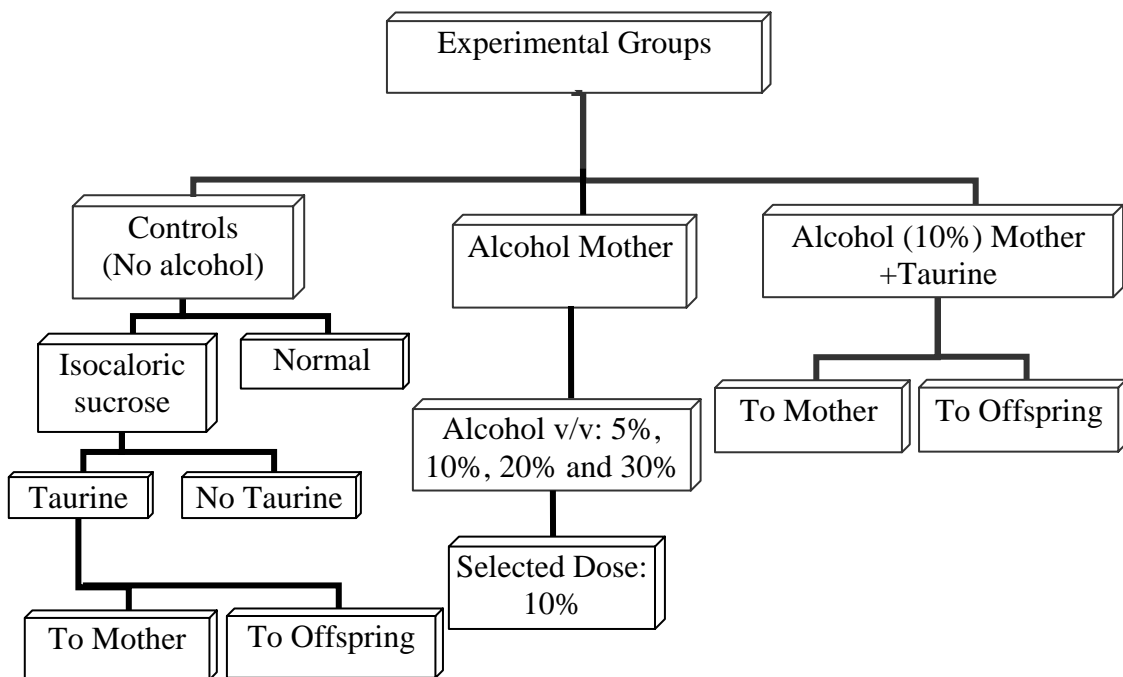 Experimental Groups
Controls
(No alcohol)
Alcohol Mother
Alcohol (10%) Mother
+Taurine
Isocaloric
sucrose
Normal
To Mother
To Offspring
Alcohol v/v: 5%,
10%, 20% and 30%
Taurine
No Taurine
Selected Dose:
10%
To Mother
To Offspring